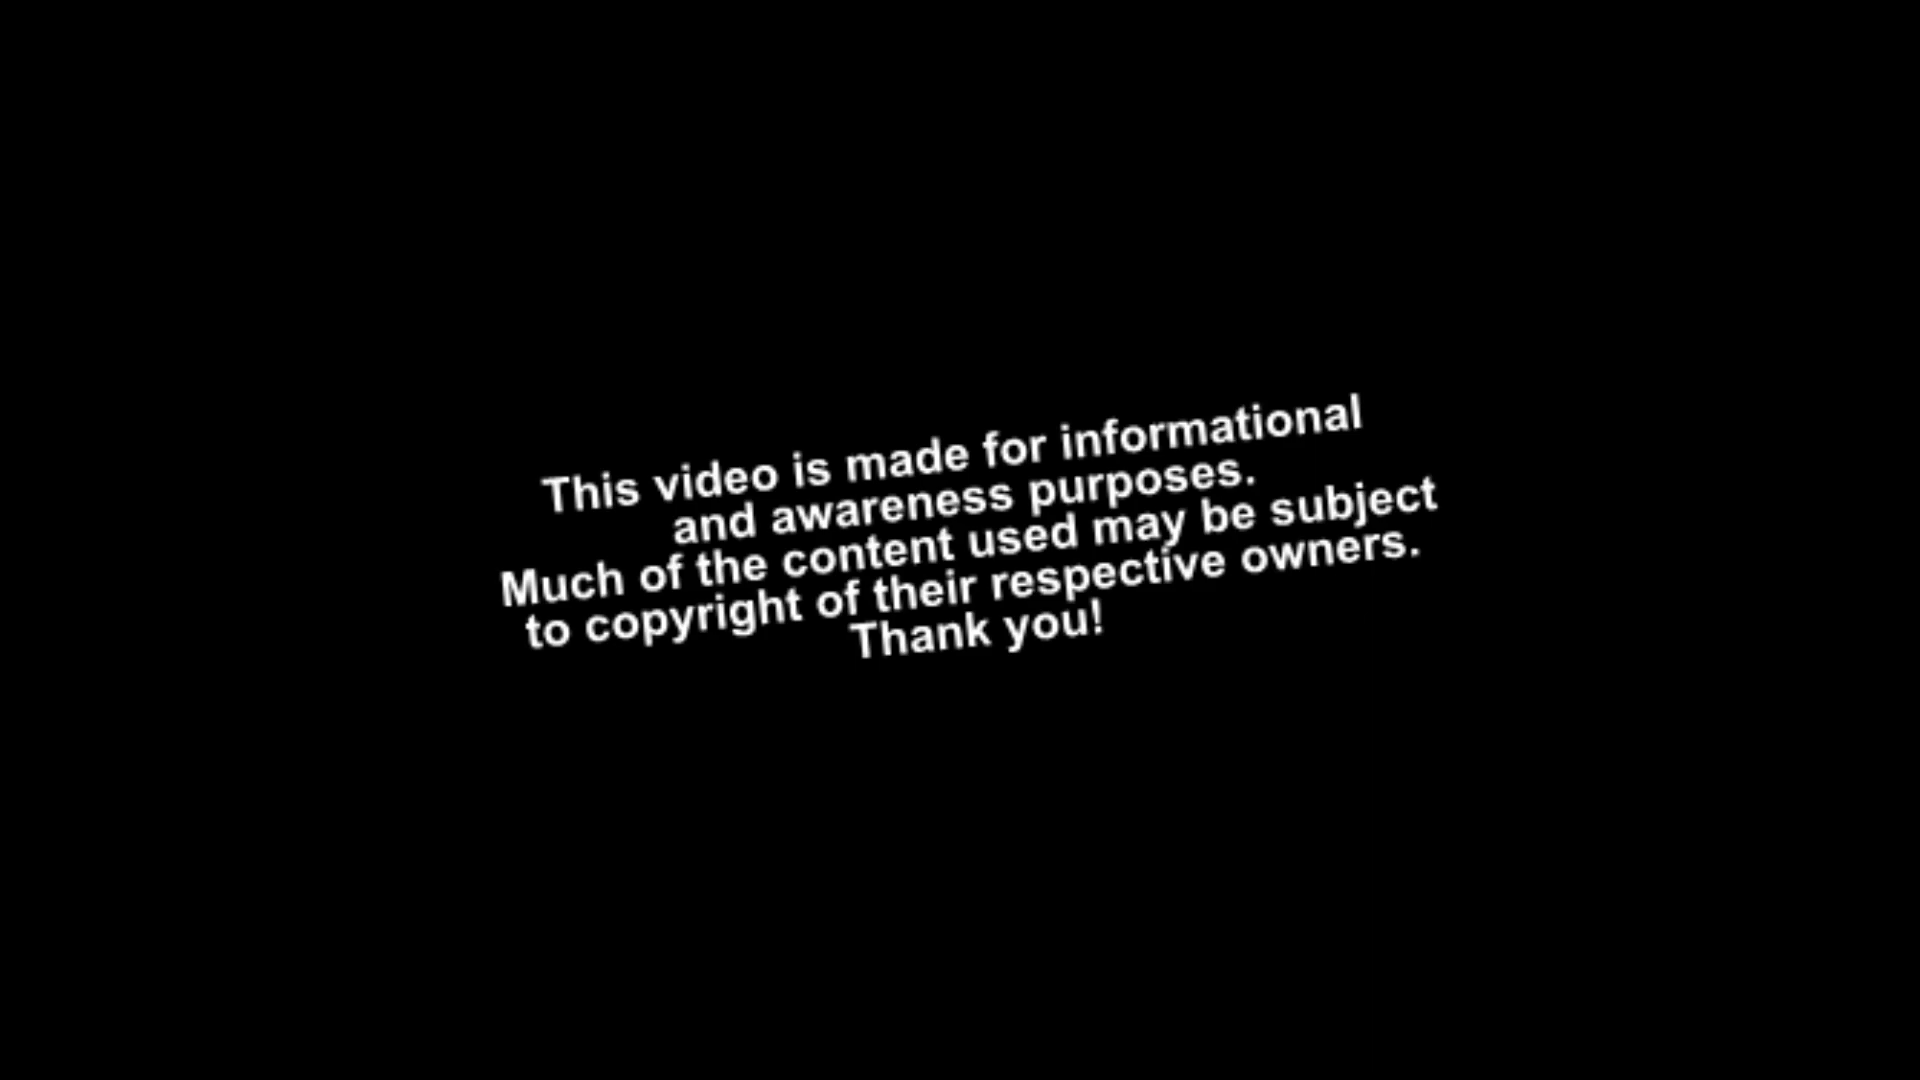 This video is made for informational
and awareness purposes.
Much of the content used may be subject
to copyright of their respective owners.
Thank you!